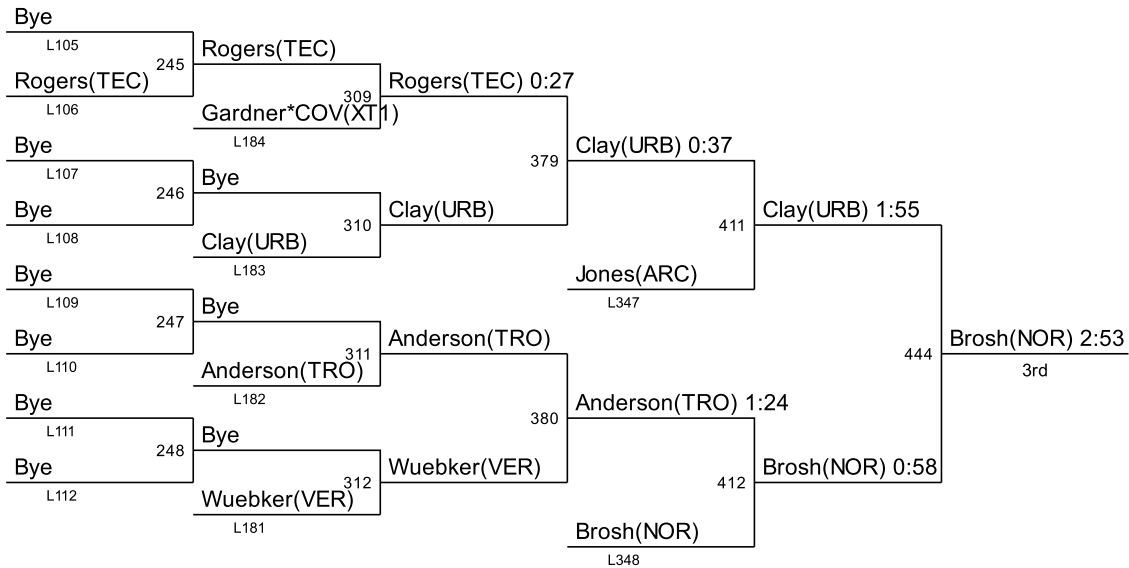 Bye
L105
245
Rogers(TEC)
L106
Rogers(TEC)
309
Gardner*COV(XT1)
L184
Rogers(TEC) 0:27
Bye
L107
246
Bye
L108
Bye
310
Clay(URB)
L183
Clay(URB)
379
Clay(URB) 0:37
411
Jones(ARC)
L347
Clay(URB) 1:55
Bye
L109
247
Bye
L110
Bye
311
Anderson(TRO)
L182
Anderson(TRO)
Bye
L111
248
Bye
L112
Bye
312
Wuebker(VER)
L181
Wuebker(VER)
380
Anderson(TRO) 1:24
412
Brosh(NOR)
L348
Brosh(NOR) 0:58
444
Brosh(NOR) 2:53
3rd